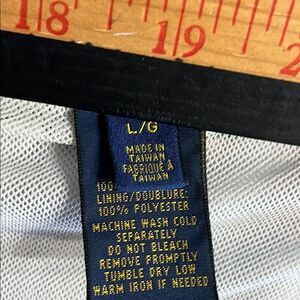 18
19
L./G
MADE IN
TAIWAN
FABRIQUÉ À
TAIWAN
100
LINING/DOUBLURE:
100% POLYESTER
MACHINE WASH COLD
SEPARATELY
DO NOT BLEACH
REMOVE PROMPTLY
TUMBLE DRY LOW
WARM IRON IF NEEDED